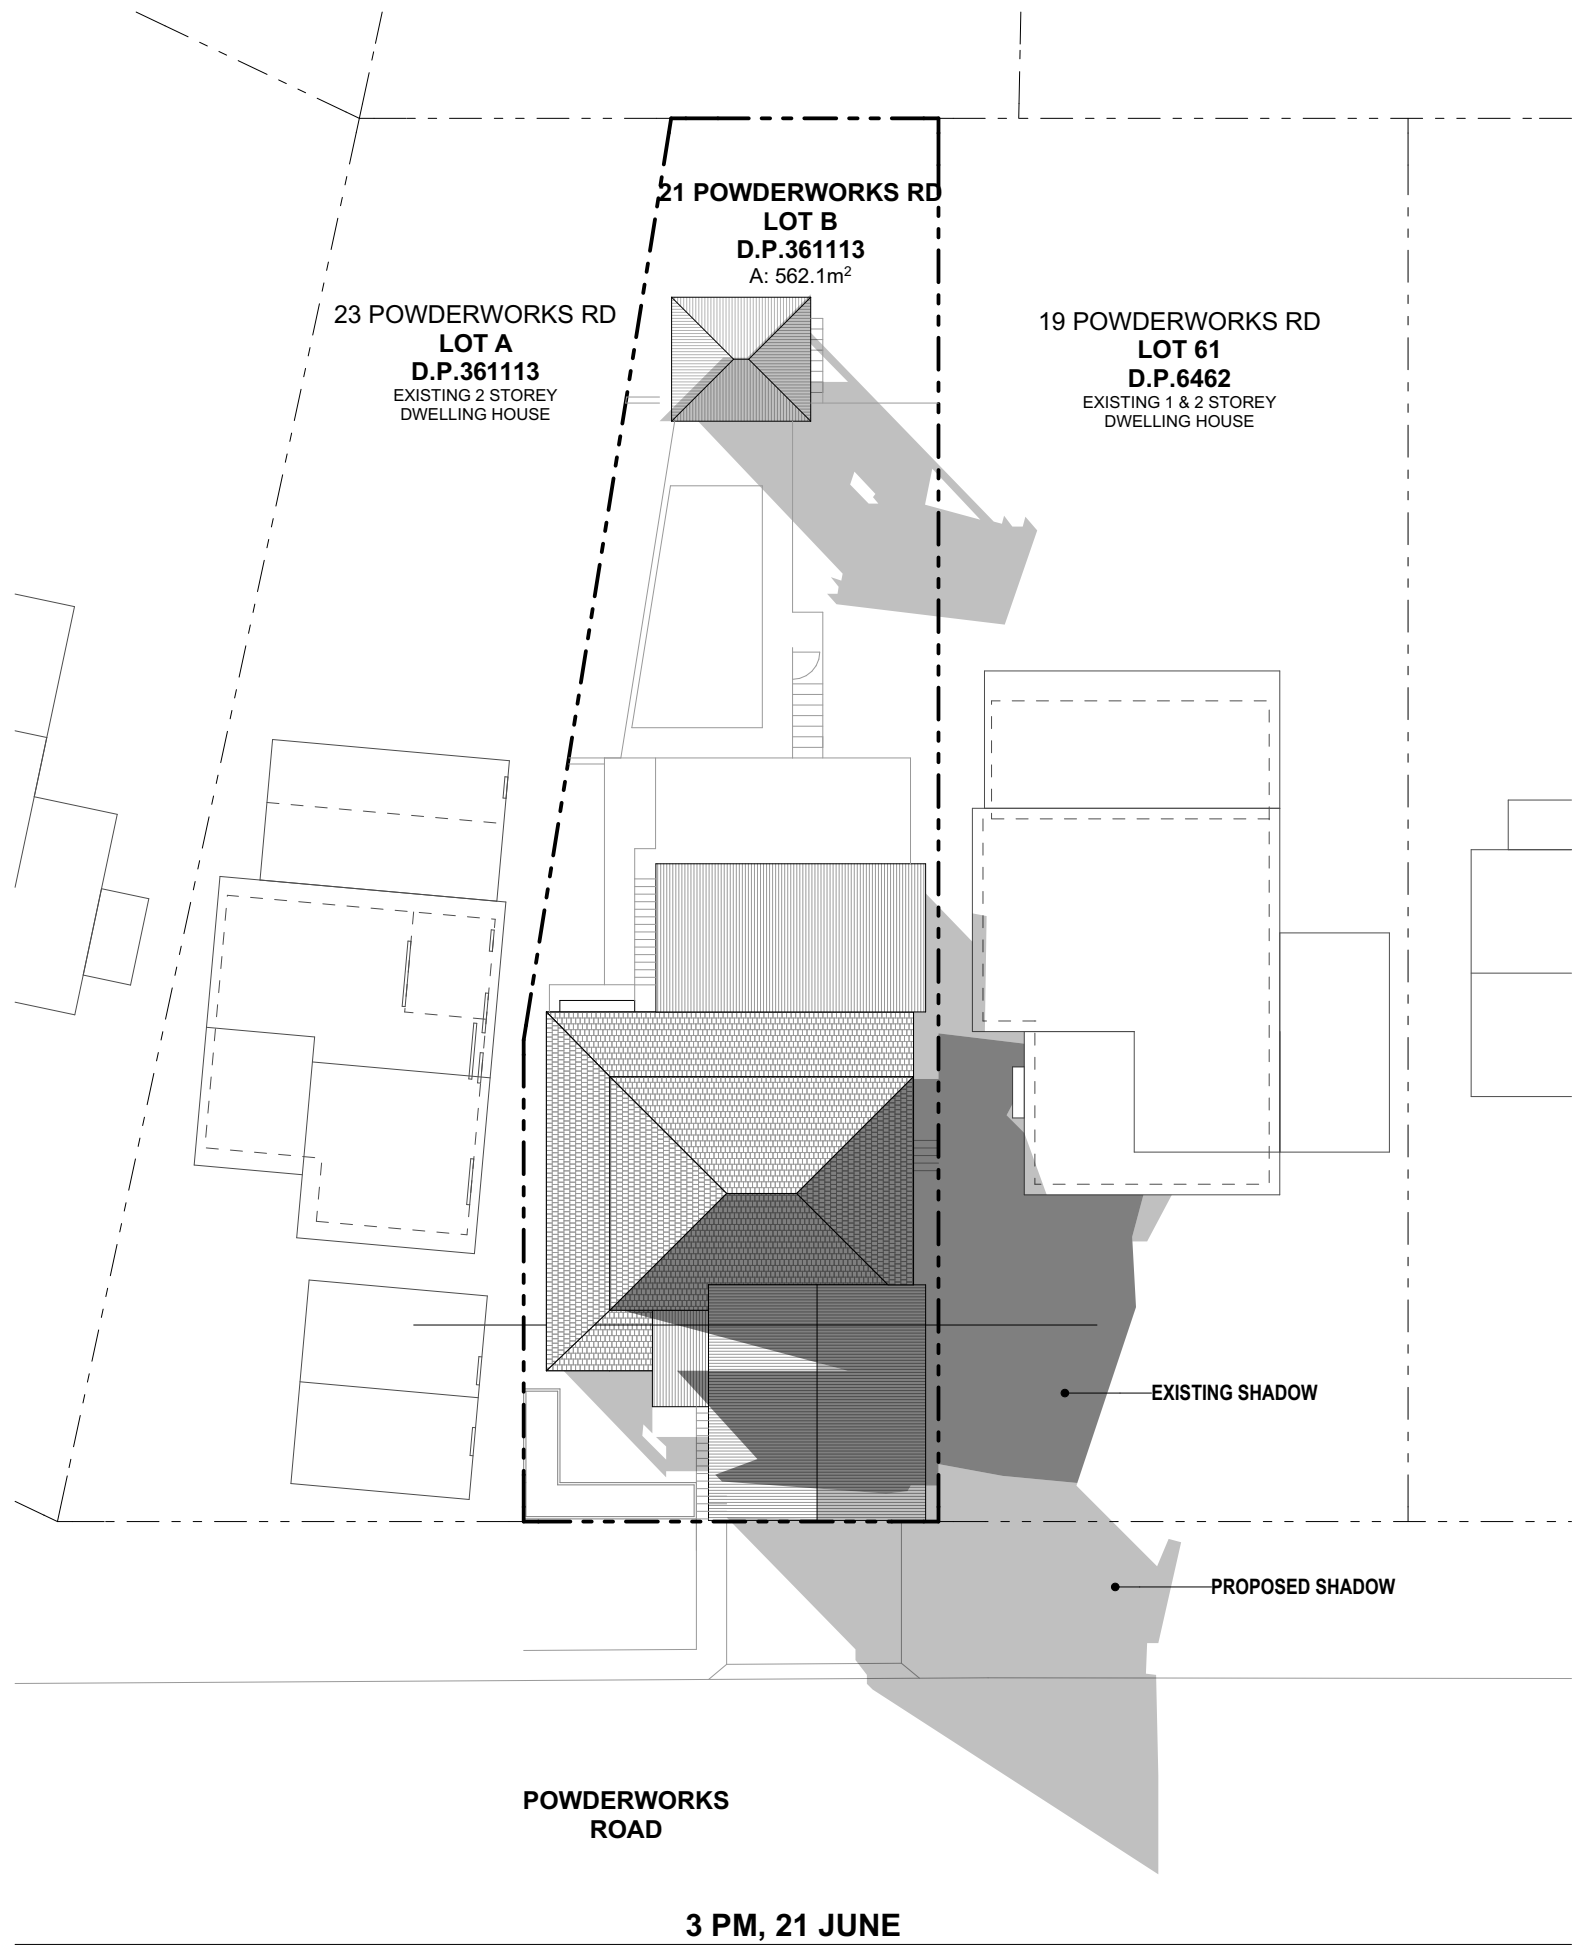 21 POWDERWORKS RD
LOT B
D.P.361113
A: 562.1m²
23 POWDERWORKS RD
LOT A
D.P.361113
EXISTING 2 STOREY
DWELLING HOUSE
19 POWDERWORKS RD
LOT 61
D.P.6462
EXISTING 1 & 2 STOREY
DWELLING HOUSE
EXISTING SHADOW
PROPOSED SHADOW
POWDERWORKS
ROAD
3 PM, 21 JUNE